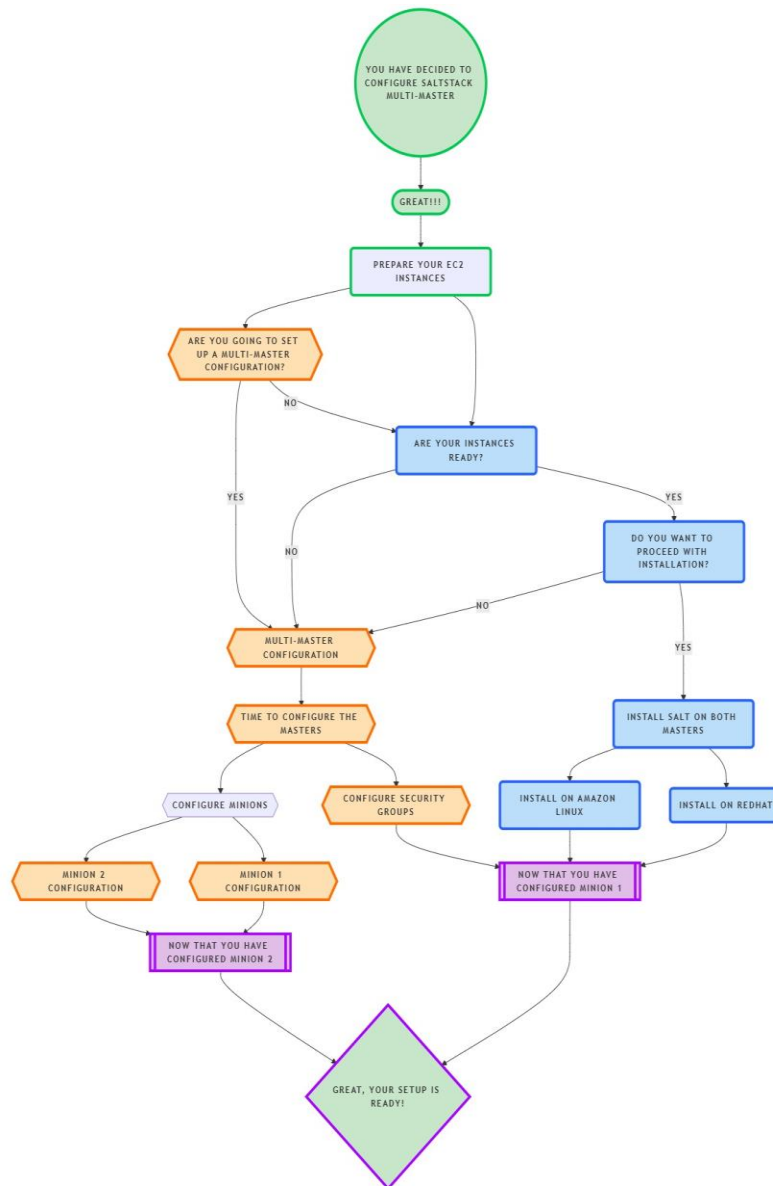 YOU HAVE DECIDED TO
CONFIGURE SALTSTACK
MULTI-MASTER
GREAT!!!
PREPARE YOUR EC2
INSTANCES
ARE YOU GOING TO SET
UP A MULTI-MASTER
CONFIGURATION?
NO
ARE YOUR INSTANCES
READY?
YES
YES
NO
DO YOU WANT TO
PROCEED WITH
INSTALLATION?
NO
MULTI-MASTER
CONFIGURATION
YES
TIME TO CONFIGURE THE
MASTERS
INSTALL SALT ON BOTH
MASTERS
CONFIGURE MINIONS
CONFIGURE SECURITY
GROUPS
INSTALL ON AMAZON
LINUX
INSTALL ON REDHAT
MINION 2
CONFIGURATION
MINION 1
CONFIGURATION
NOW THAT YOU HAVE
CONFIGURED MINION 1
NOW THAT YOU HAVE
CONFIGURED MINION 2
GREAT, YOUR SETUP IS
READY!